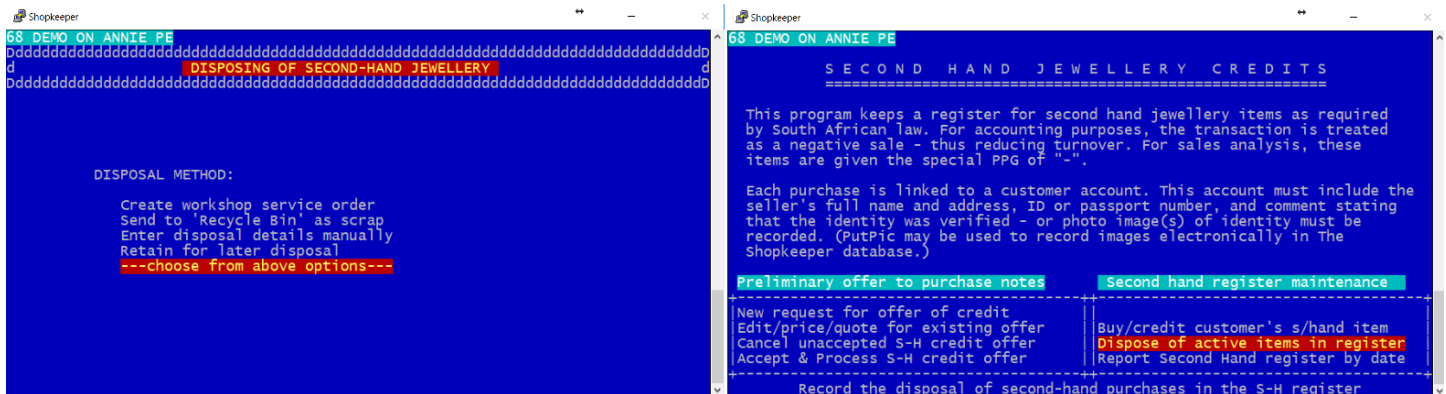 Shopkeeper
68 DEMO ON ANNIE PE
DddddddddddddddddddddddddddddddddddddddddddddddddddddddddddddddddddddddddddddddD
d DISPOSING OF SECOND-HAND JEWELLERY d
DddddddddddddddddddddddddddddddddddddddddddddddddddddddddddddddddddddddddddddddD
DISPOSAL METHOD:
Create workshop service order
Send to 'Recycle Bin' as scrap
Enter disposal details manually
Retain for later disposal
---choose from above options---
Shopkeeper
68 DEMO ON ANNIE PE
S E C O N D   H A N D   J E W E L L E R Y   C R E D I T S
=========================================================
This program keeps a register for second hand jewellery items as required
by South African law. For accounting purposes, the transaction is treated
as a negative sale - thus reducing turnover. For sales analysis, these
items are given the special PPG of "-".
Each purchase is linked to a customer account. This account must include the
seller's full name and address, ID or passport number, and comment stating
that the identity was verified - or photo image(s) of identity must be
recorded. (PutPic may be used to record images electronically in The
Shopkeeper database.)
Preliminary offer to purchase notes   Second hand register maintenance
New request for offer of credit
Edit/price/quote for existing offer   Buy/credit customer's s/hand item
Cancel unaccepted S-H credit offer   Dispose of active items in register
Accept & Process S-H credit offer   Report Second Hand register by date
Record the disposal of second-hand purchases in the S-H register